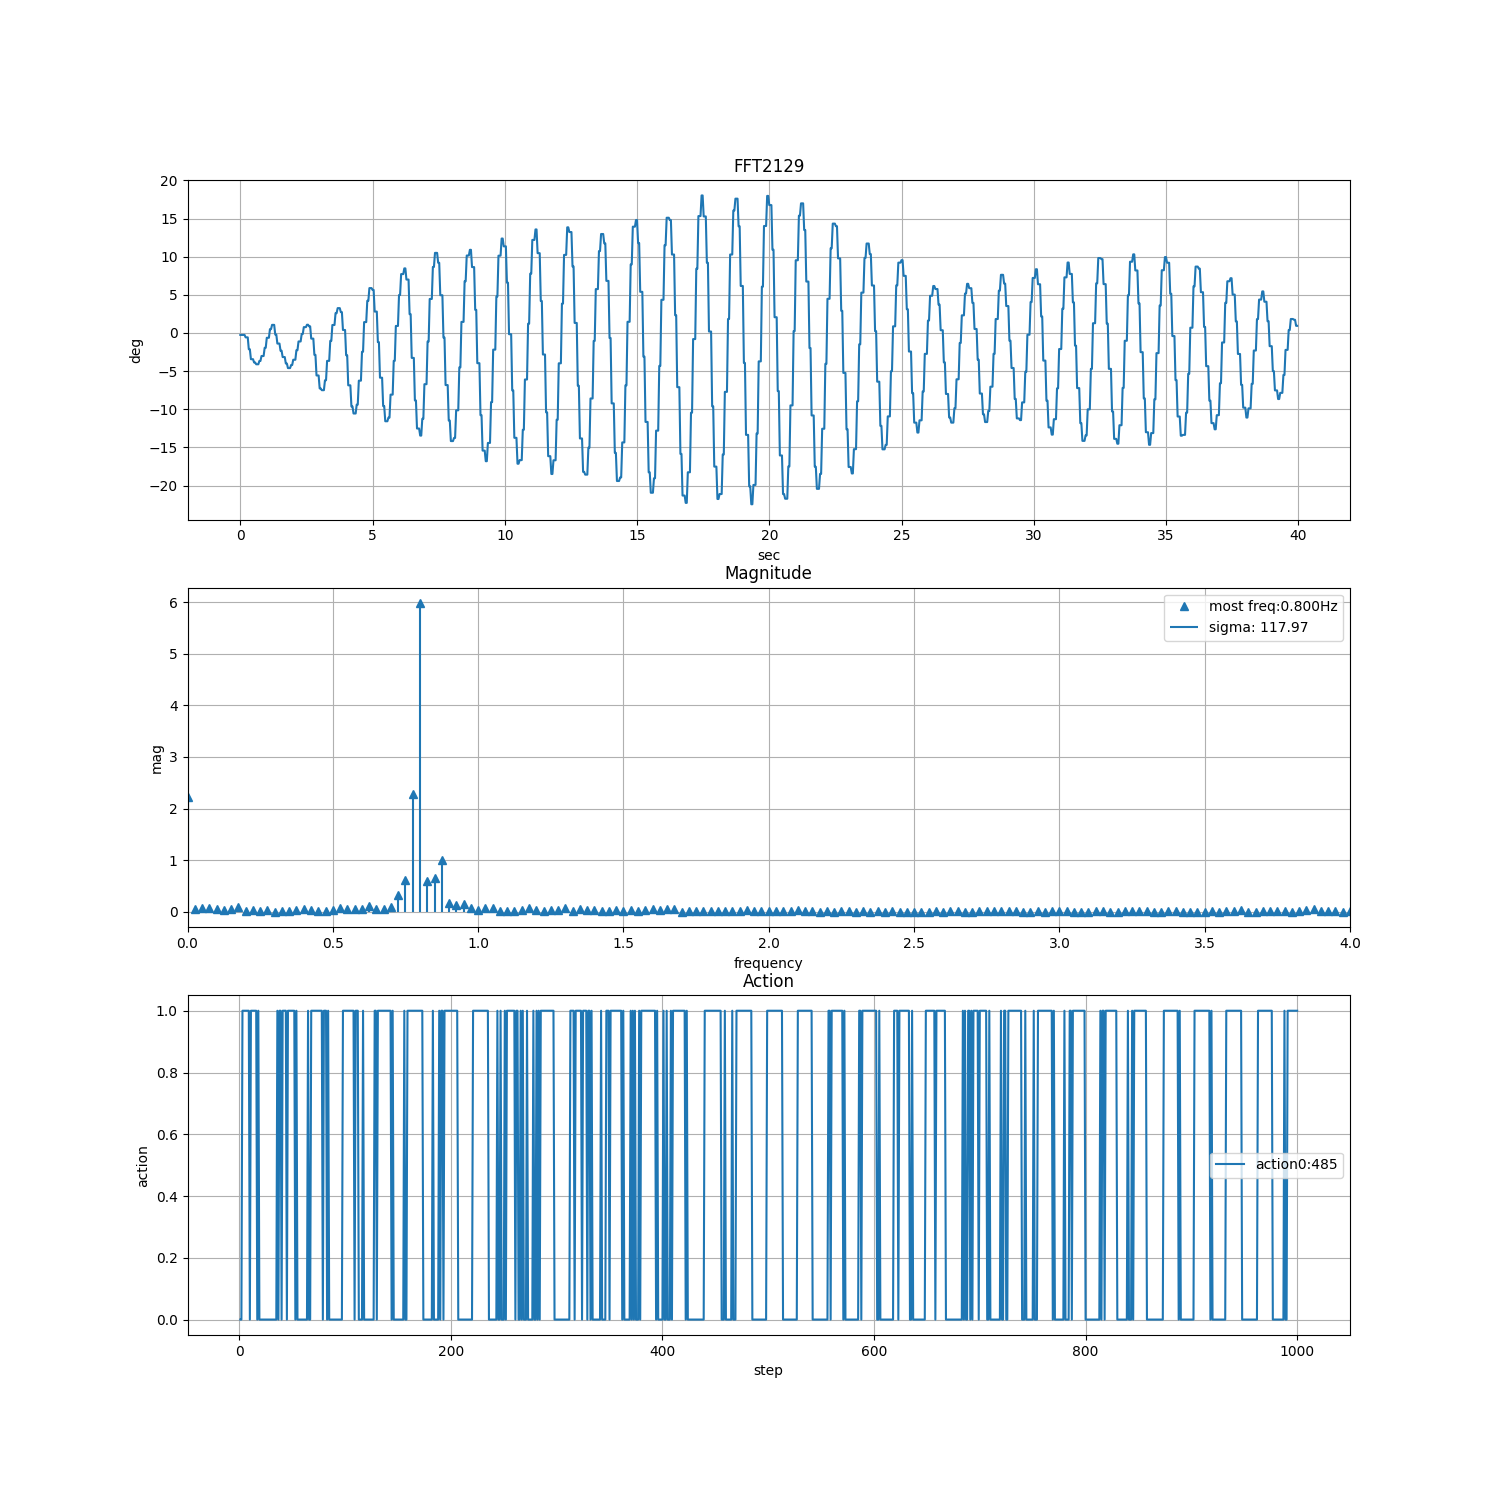 FFT2129
20
15
10
5
0
−5
−10
−15
−20
deg
0 5 10 15 20 25 30 35 40
sec
Magnitude
6
5
4
3
2
1
0
mag
most freq:0.800Hz
sigma: 117.97
0.0 0.5 1.0 1.5 2.0 2.5 3.0 3.5 4.0
frequency
Action
1.0
0.8
0.6
0.4
0.2
0.0
action
action0:485
0 200 400 600 800 1000
step